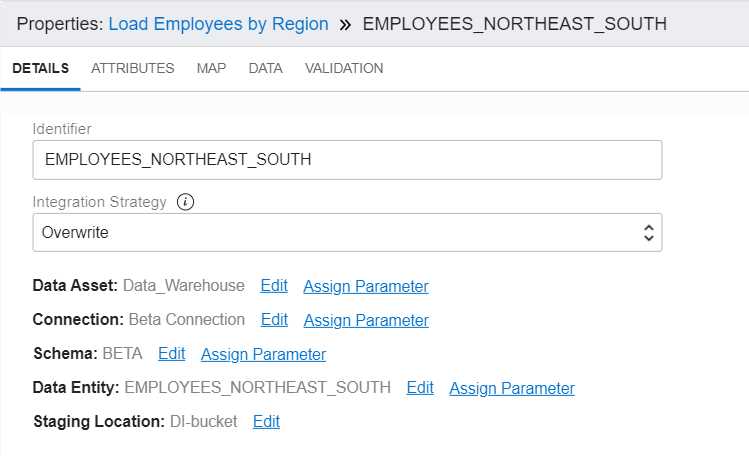 Properties: Load Employees by Region » EMPLOYEES_NORTHEAST_SOUTH
DETAILS ATTRIBUTES MAP DATA VALIDATION
Identifier
EMPLOYEES_NORTHEAST_SOUTH
Integration Strategy i
Overwrite
Data Asset: Data_Warehouse Edit Assign Parameter
Connection: Beta Connection Edit Assign Parameter
Schema: BETA Edit Assign Parameter
Data Entity: EMPLOYEES_NORTHEAST_SOUTH Edit Assign Parameter
Staging Location: DI-bucket Edit